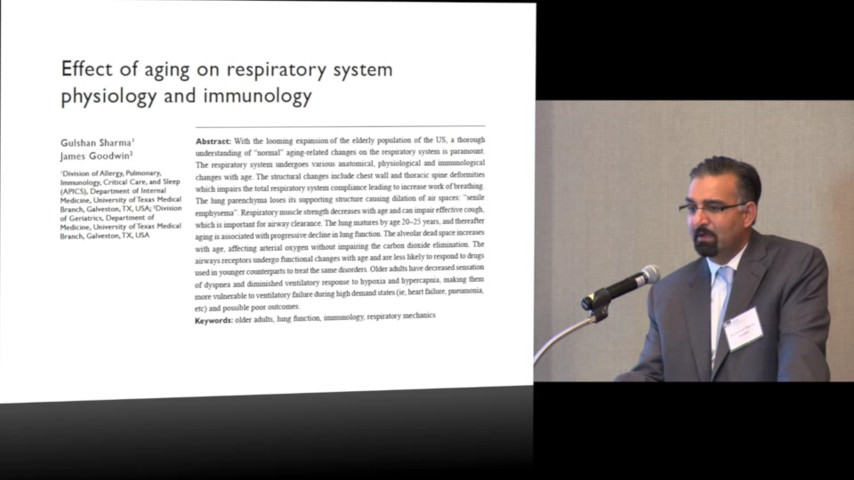 Effect of aging on respiratory system
physiology and immunology
Gulshan Sharma¹
James Goodwin²
¹Division of Allergy, Pulmonary,
Immunology, Critical Care, and Sleep
(APICS), Department of Internal
Medicine, University of Texas Medical
Branch, Galveston, TX, USA; ²Division
of Geriatrics, Department of
Medicine, University of Texas Medical
Branch, Galveston, TX, USA
Abstract: With the looming expansion of the elderly population of the US, a thorough
understanding of “normal” aging-related changes on the respiratory system is paramount.
The respiratory system undergoes various anatomical, physiological and immunological
changes with age. The structural changes include chest wall and thoracic spine deformities
which impairs the total respiratory system compliance leading to increase work of breathing.
The lung parenchyma loses its supporting structure causing dilation of air spaces: “senile
emphysema”. Respiratory muscle strength decreases with age and can impair effective cough,
which is important for airway clearance. The lung matures by age 20–25 years, and thereafter
aging is associated with progressive decline in lung function. The alveolar dead space increases
with age, affecting arterial oxygen without impairing the carbon dioxide elimination. The
airways receptors undergo functional changes with age and are less likely to respond to drugs
used in younger counterparts to treat the same disorders. Older adults have decreased sensation
of dyspnea and diminished ventilatory response to hypoxia and hypercapnia, making them
more vulnerable to ventilatory failure during high demand states (ie, heart failure, pneumonia,
etc) and possible poor outcomes.
Keywords: older adults, lung function, immunology, respiratory mechanics